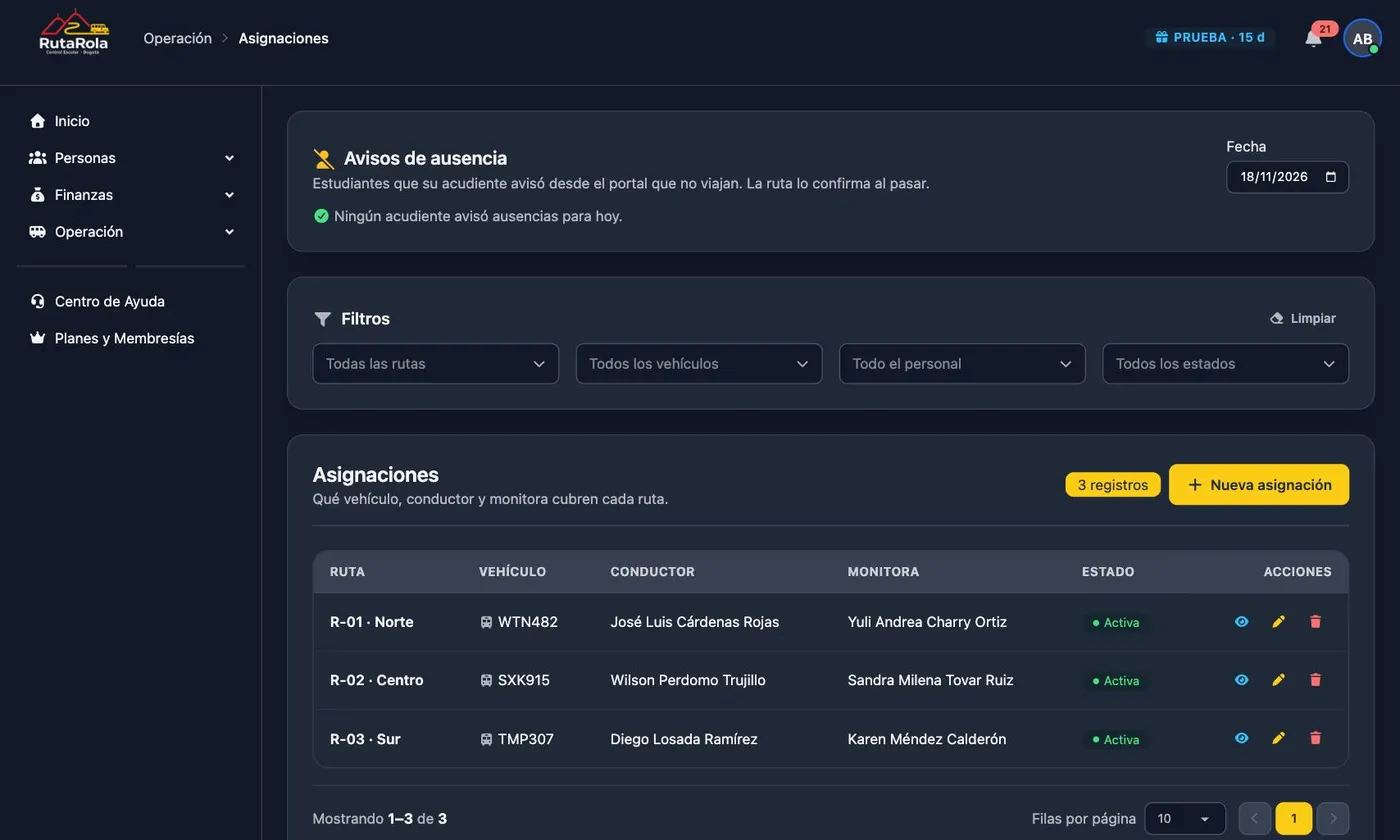 RutaRola
Control Escolar - Bogotá
Operación > Asignaciones
PRUEBA · 15 d
21
AB
Inicio
Personas
Finanzas
Operación
Centro de Ayuda
Planes y Membresías
Avisos de ausencia
Fecha
Estudiantes que su acudiente avisó desde el portal que no viajan. La ruta lo confirma al pasar.
18/11/2026
Ningún acudiente avisó ausencias para hoy.
Filtros
Limpiar
Todas las rutas
Todos los vehículos
Todo el personal
Todos los estados
Asignaciones
Qué vehículo, conductor y monitora cubren cada ruta.
3 registros
+ Nueva asignación
RUTA VEHÍCULO CONDUCTOR MONITORA ESTADO ACCIONES
R-01 · Norte WTN482 José Luis Cárdenas Rojas Yuli Andrea Charry Ortiz Activa
R-02 · Centro SXK915 Wilson Perdomo Trujillo Sandra Milena Tovar Ruiz Activa
R-03 · Sur TMP307 Diego Losada Ramírez Karen Méndez Calderón Activa
Mostrando 1–3 de 3
Filas por página 10
1